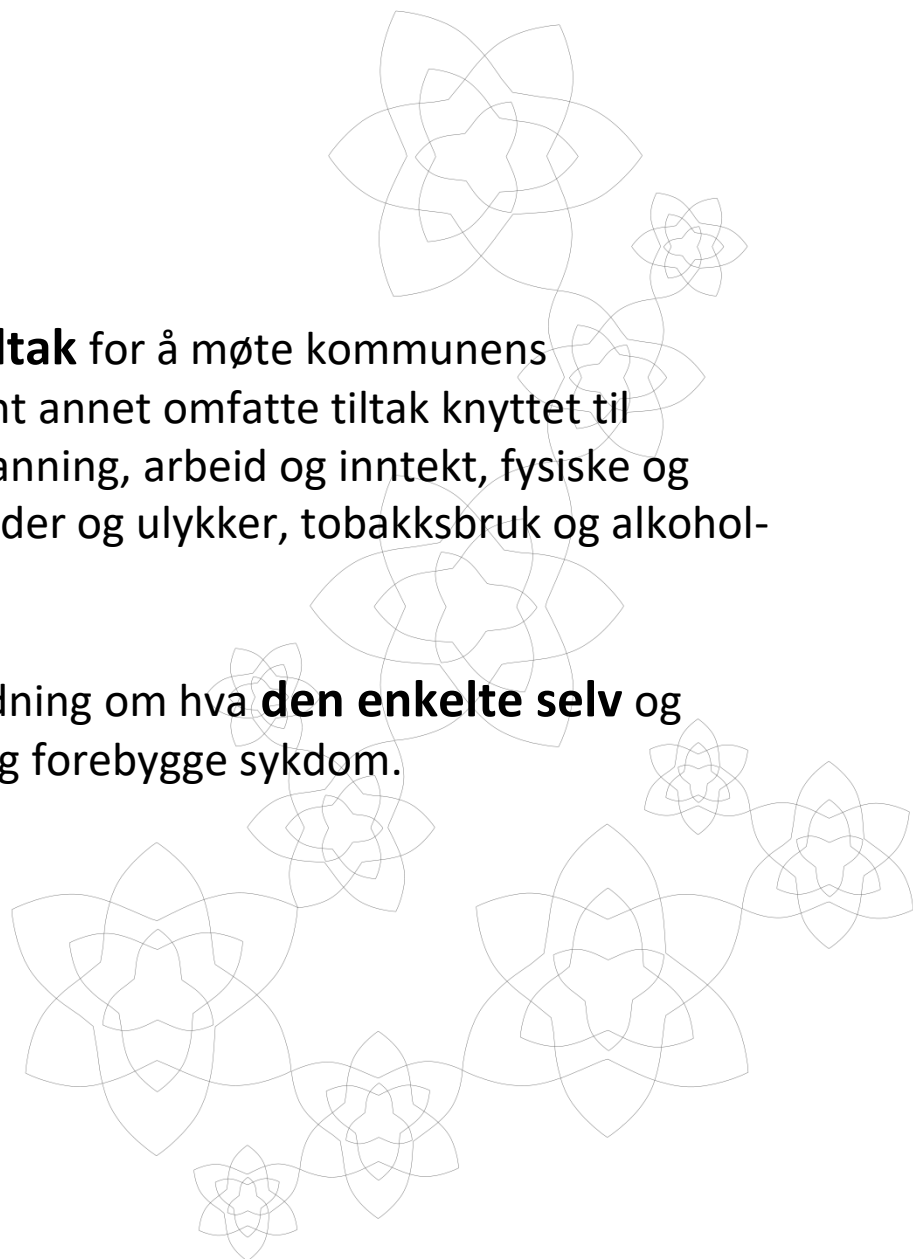 ltak for å møte kommunens
nt annet omfatte tiltak knyttet til
anning, arbeid og inntekt, fysiske og
der og ulykker, tobakksbruk og alkohol-
dning om hva den enkelte selv og
g forebygge sykdom.